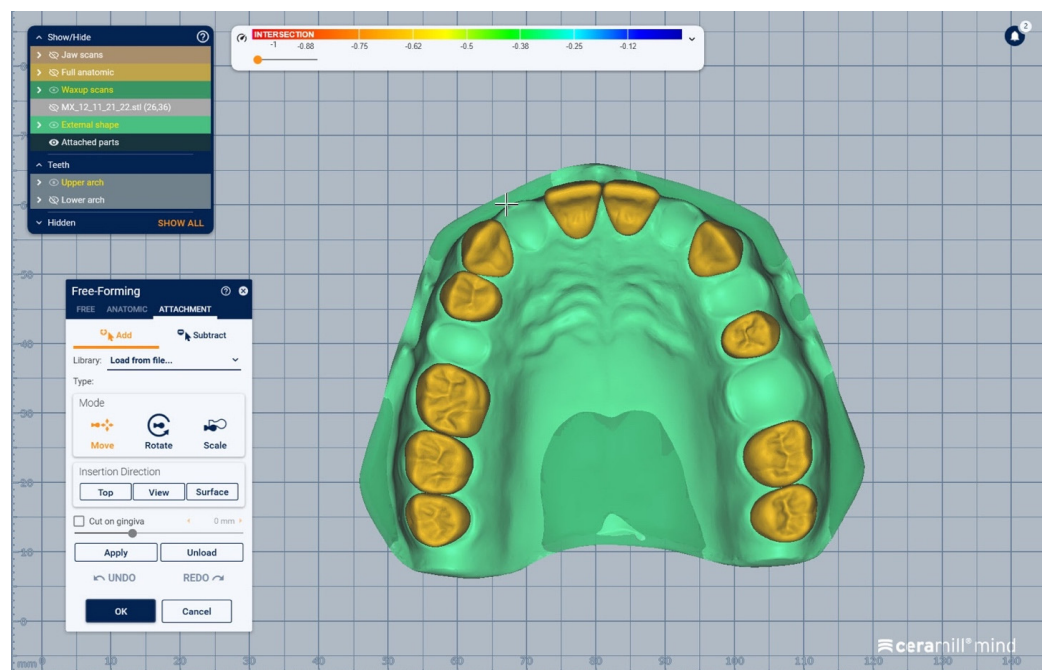 Show/Hide
Jaw scans
Full anatomic
Waxup scans
MX_12_11_21_22.stl (26,36)
External shape
Attached parts
Teeth
Upper arch
Lower arch
Hidden SHOW ALL
INTERSECTION
-1 -0.88 -0.75 -0.62 -0.5 -0.38 -0.25 -0.12
2
Free-Forming
FREE ANATOMIC ATTACHMENT
Add Subtract
Library: Load from file...
Type:
Mode
Move Rotate Scale
Insertion Direction
Top View Surface
Cut on gingiva 0 mm
Apply Unload
UNDO REDO
OK Cancel
ceramill® mind
mm 0 10 20 30 40 50 60 70 80 90 100 110 120 130 140